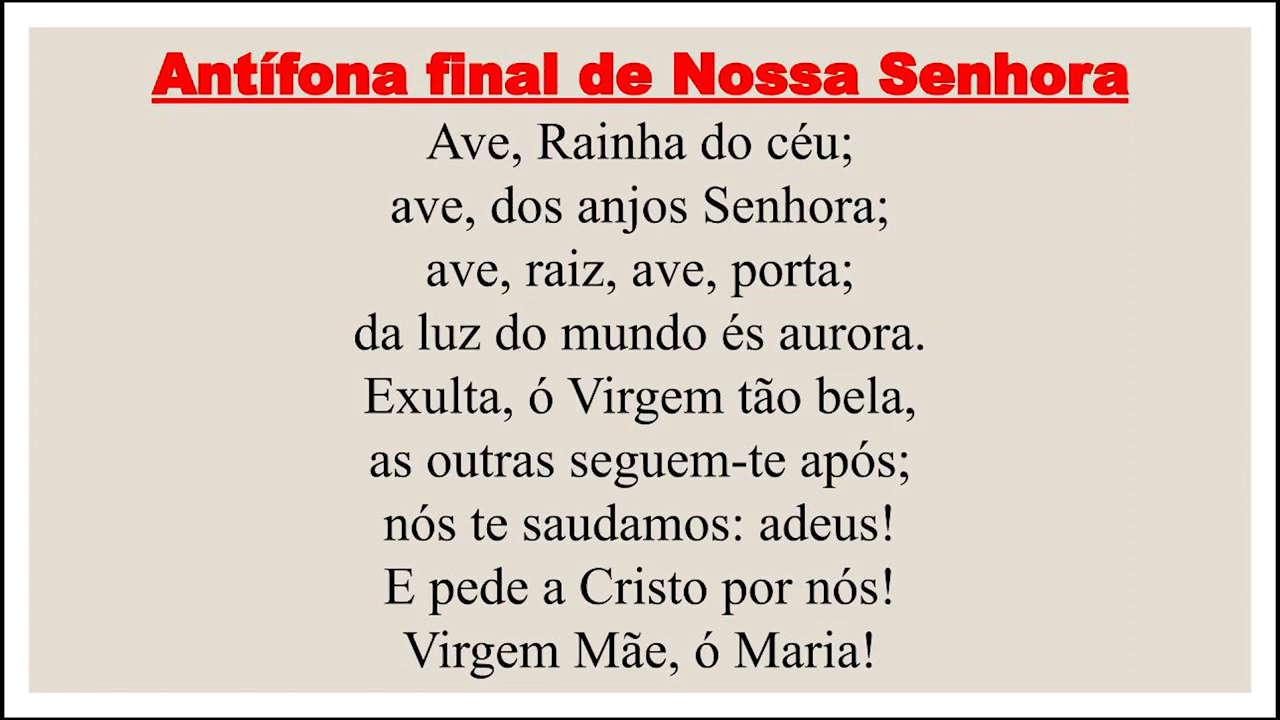 Antífona final de Nossa Senhora
Ave, Rainha do céu;
ave, dos anjos Senhora;
ave, raiz, ave, porta;
da luz do mundo és aurora.
Exulta, ó Virgem tão bela,
as outras seguem-te após;
nós te saudamos: adeus!
E pede a Cristo por nós!
Virgem Mãe, ó Maria!